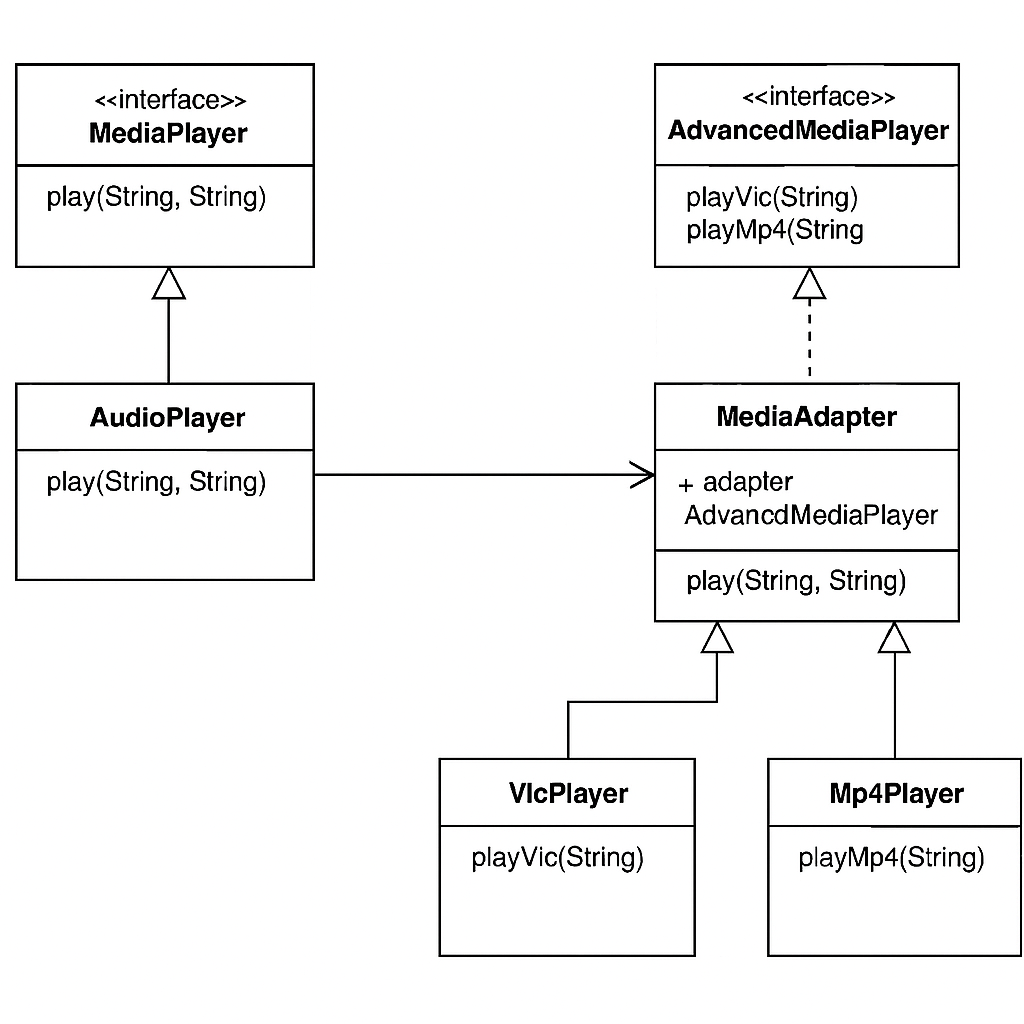 <<interface>>
MediaPlayer
play(String, String)
<<interface>>
AdvancedMediaPlayer
playVic(String)
playMp4(String
AudioPlayer
play(String, String)
MediaAdapter
+ adapter
AdvancdMediaPlayer
play(String, String)
VIcPlayer
playVic(String)
Mp4Player
playMp4(String)